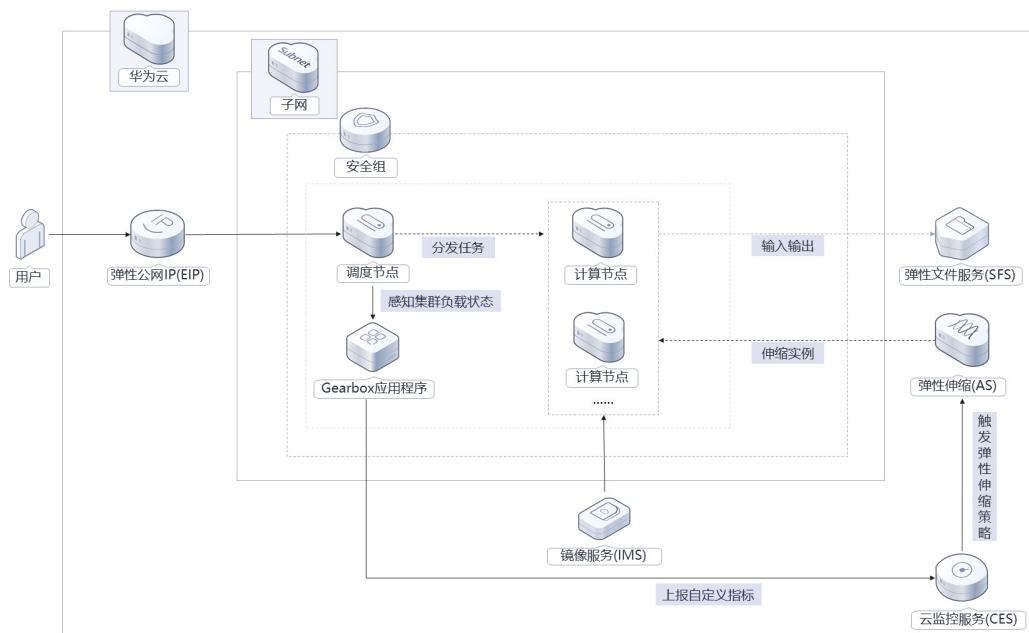 华为云
Subnet
子网
安全组
用户
IP
弹性公网IP(EIP)
调度节点
分发任务
计算节点
输入输出
弹性文件服务(SFS)
感知集群负载状态
Gearbox应用程序
计算节点
......
伸缩实例
弹性伸缩(AS)
触发弹性伸缩策略
镜像服务(IMS)
上报自定义指标
云监控服务(CES)